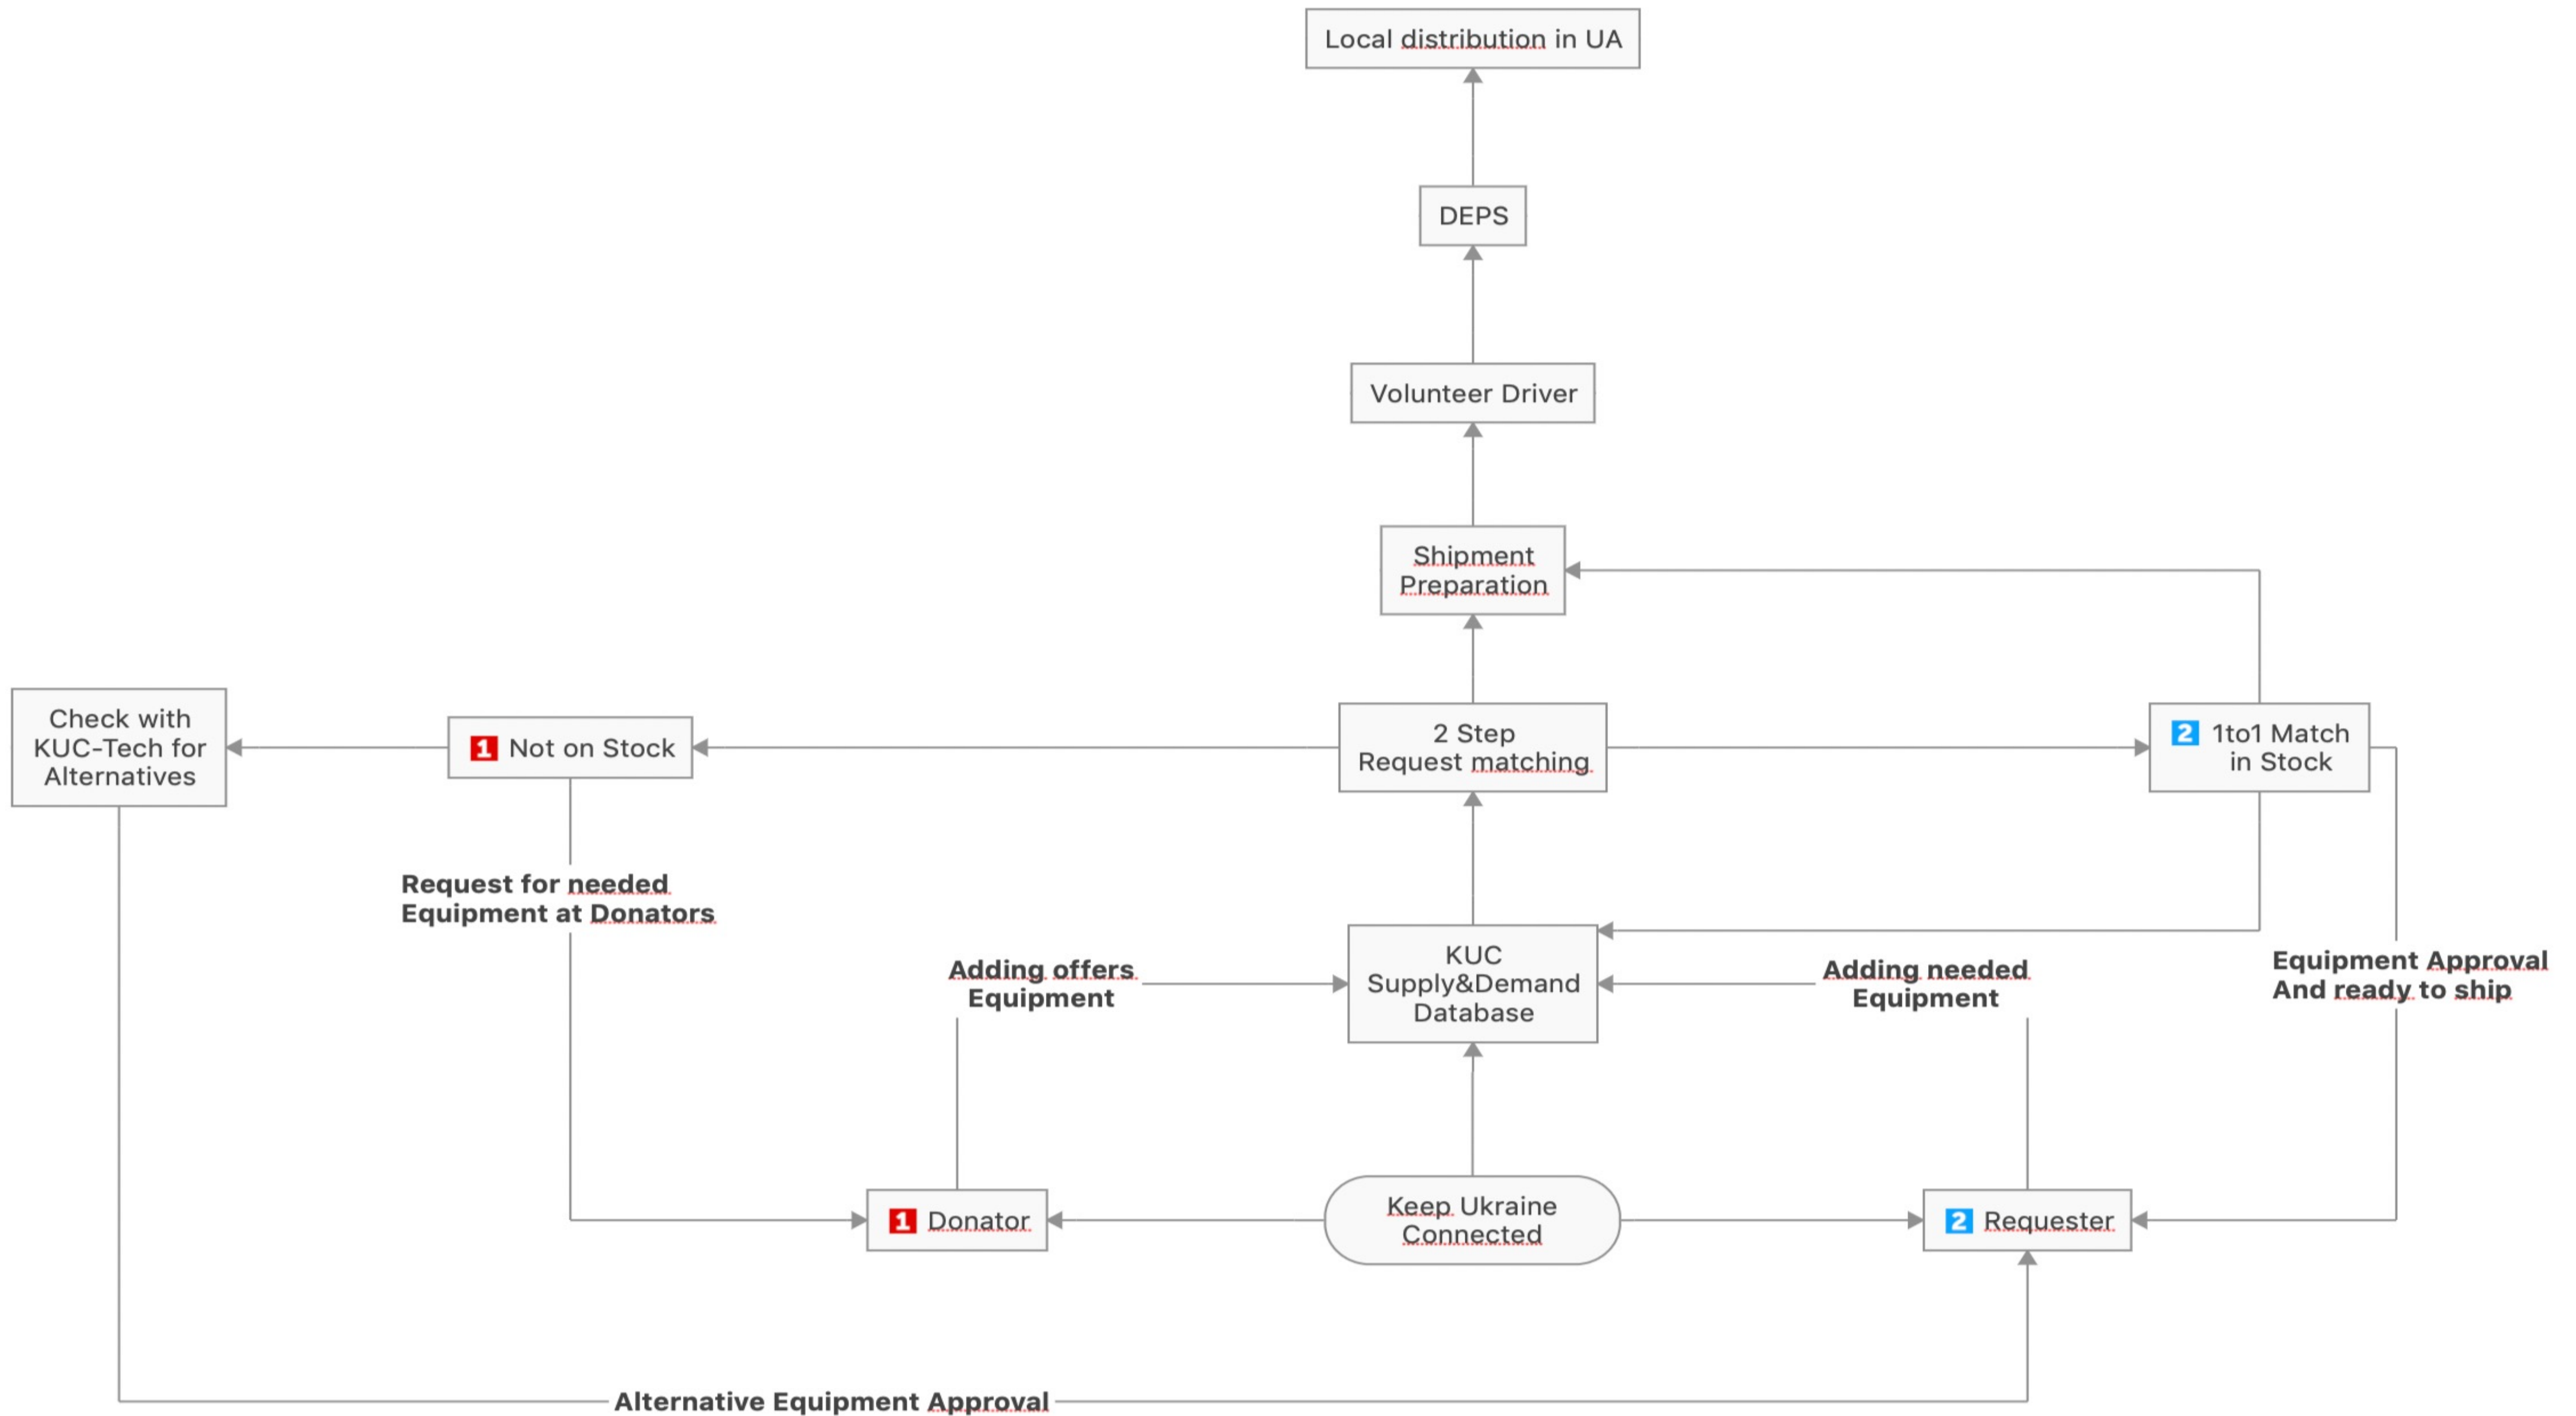 Local distribution in UA
DEPS
Volunteer Driver
Shipment
Preparation
Check with
KUC-Tech for
Alternatives
1 Not on Stock
2 Step
Request matching
2 1to1 Match
in Stock
Request for needed
Equipment at Donators
Adding offers
Equipment
KUC
Supply&Demand
Database
Adding needed
Equipment
Equipment Approval
And ready to ship
1 Donator
Keep Ukraine
Connected
2 Requester
Alternative Equipment Approval